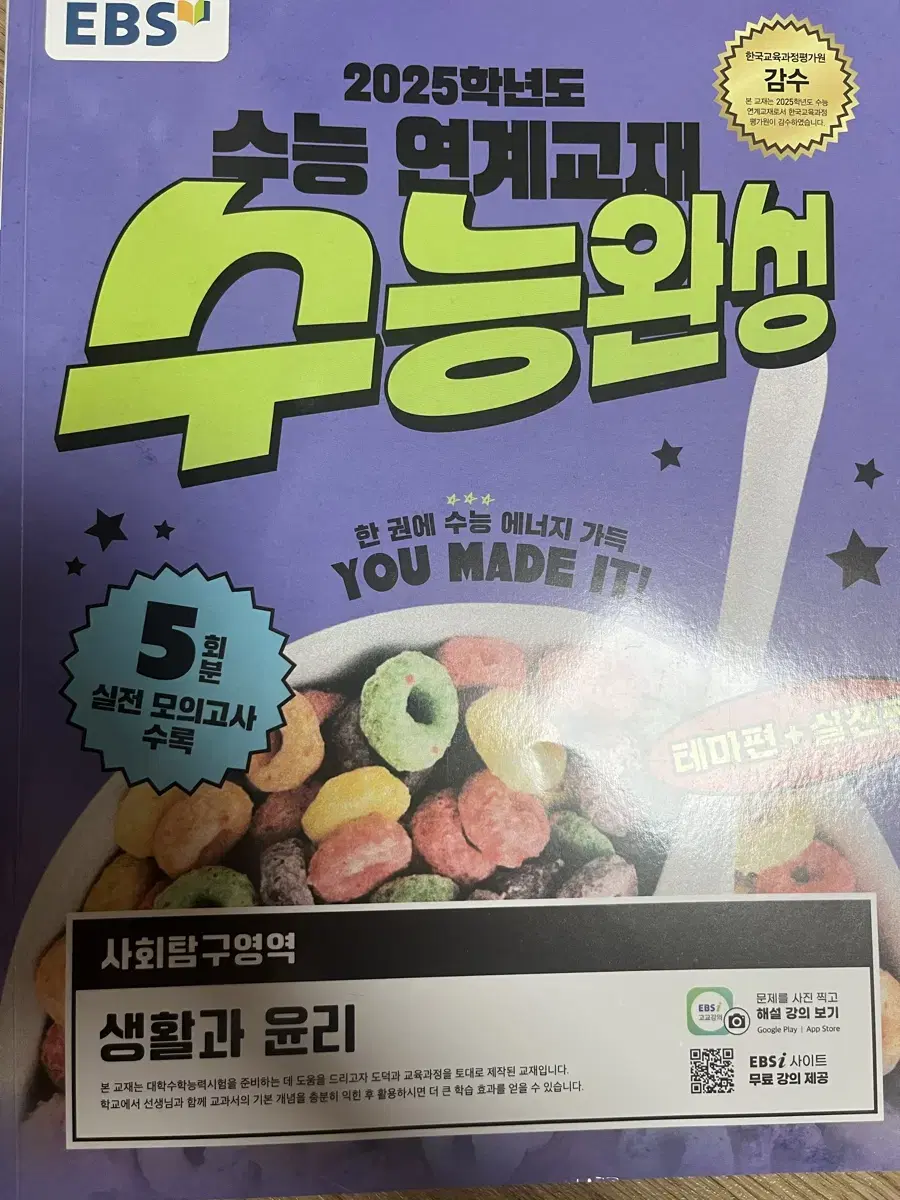 EBS
한국교육과정평가원
감수
본 교재는 2025학년도 수능
연계교재로서 한국교육과정
평가원이 감수하였습니다.
2025학년도
수능 연계교재
수능완성
한 권에 수능 에너지 가득
YOU MADE IT!
5회분
실전 모의고사
수록
테마편 + 실전편
사회탐구영역
생활과 윤리
본 교재는 대학수학능력시험을 준비하는 데 도움을 드리고자 도덕과 교육과정을 토대로 제작된 교재입니다.
학교에서 선생님과 함께 교과서의 기본 개념을 충분히 익힌 후 활용하시면 더 큰 학습 효과를 얻을 수 있습니다.
EBSi
고교강의
문제를 사진 찍고
해설 강의 보기
Google Play | App Store
EBSi 사이트
무료 강의 제공